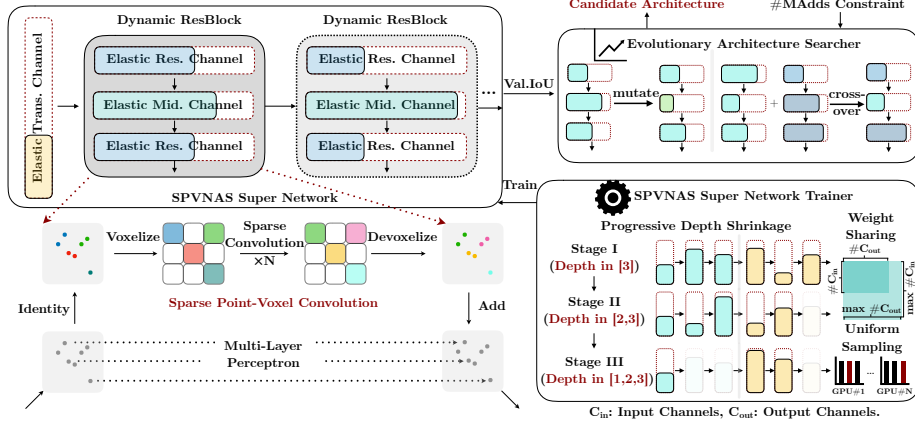 Dynamic ResBlock
Dynamic ResBlock
Elastic Trans. Channel
Elastic Res. Channel
Elastic Mid. Channel
Elastic Res. Channel
Elastic Res. Channel
Elastic Mid. Channel
Elastic Res. Channel
...
SPVNAS Super Network
Val.IoU
Train
Candidate Architecture
#MAdds Constraint
Evolutionary Architecture Searcher
mutate
+
cross-
over
Voxelize
Sparse
Convolution
×N
Devoxelize
Sparse Point-Voxel Convolution
Identity
Add
Multi-Layer
Perceptron
SPVNAS Super Network Trainer
Progressive Depth Shrinkage
Stage I
(Depth in [3])
Stage II
(Depth in [2,3])
Stage III
(Depth in [1,2,3])
Weight
Sharing
#Cout
#Cin
max #Cin
max #Cout
Uniform
Sampling
...
GPU#1
GPU#N
Cin: Input Channels, Cout: Output Channels.